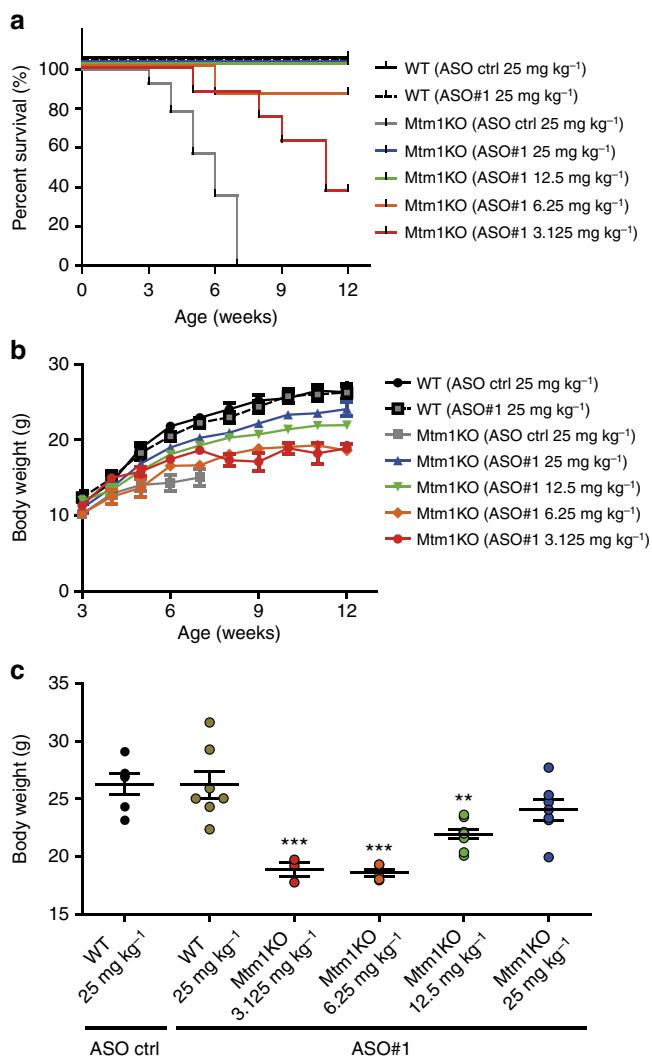 a
Percent survival (%)
100
80
60
40
20
0
0 3 6 9 12
Age (weeks)
WT (ASO ctrl 25 mg kg⁻¹)
WT (ASO#1 25 mg kg⁻¹)
Mtm1KO (ASO ctrl 25 mg kg⁻¹)
Mtm1KO (ASO#1 25 mg kg⁻¹)
Mtm1KO (ASO#1 12.5 mg kg⁻¹)
Mtm1KO (ASO#1 6.25 mg kg⁻¹)
Mtm1KO (ASO#1 3.125 mg kg⁻¹)
b
Body weight (g)
30
20
10
0
3 6 9 12
Age (weeks)
WT (ASO ctrl 25 mg kg⁻¹)
WT (ASO#1 25 mg kg⁻¹)
Mtm1KO (ASO ctrl 25 mg kg⁻¹)
Mtm1KO (ASO#1 25 mg kg⁻¹)
Mtm1KO (ASO#1 12.5 mg kg⁻¹)
Mtm1KO (ASO#1 6.25 mg kg⁻¹)
Mtm1KO (ASO#1 3.125 mg kg⁻¹)
c
Body weight (g)
35
30
25
20
15
***
***
**
WT
25 mg kg⁻¹
WT
25 mg kg⁻¹
Mtm1KO
3.125 mg kg⁻¹
Mtm1KO
6.25 mg kg⁻¹
Mtm1KO
12.5 mg kg⁻¹
Mtm1KO
25 mg kg⁻¹
ASO ctrl
ASO#1